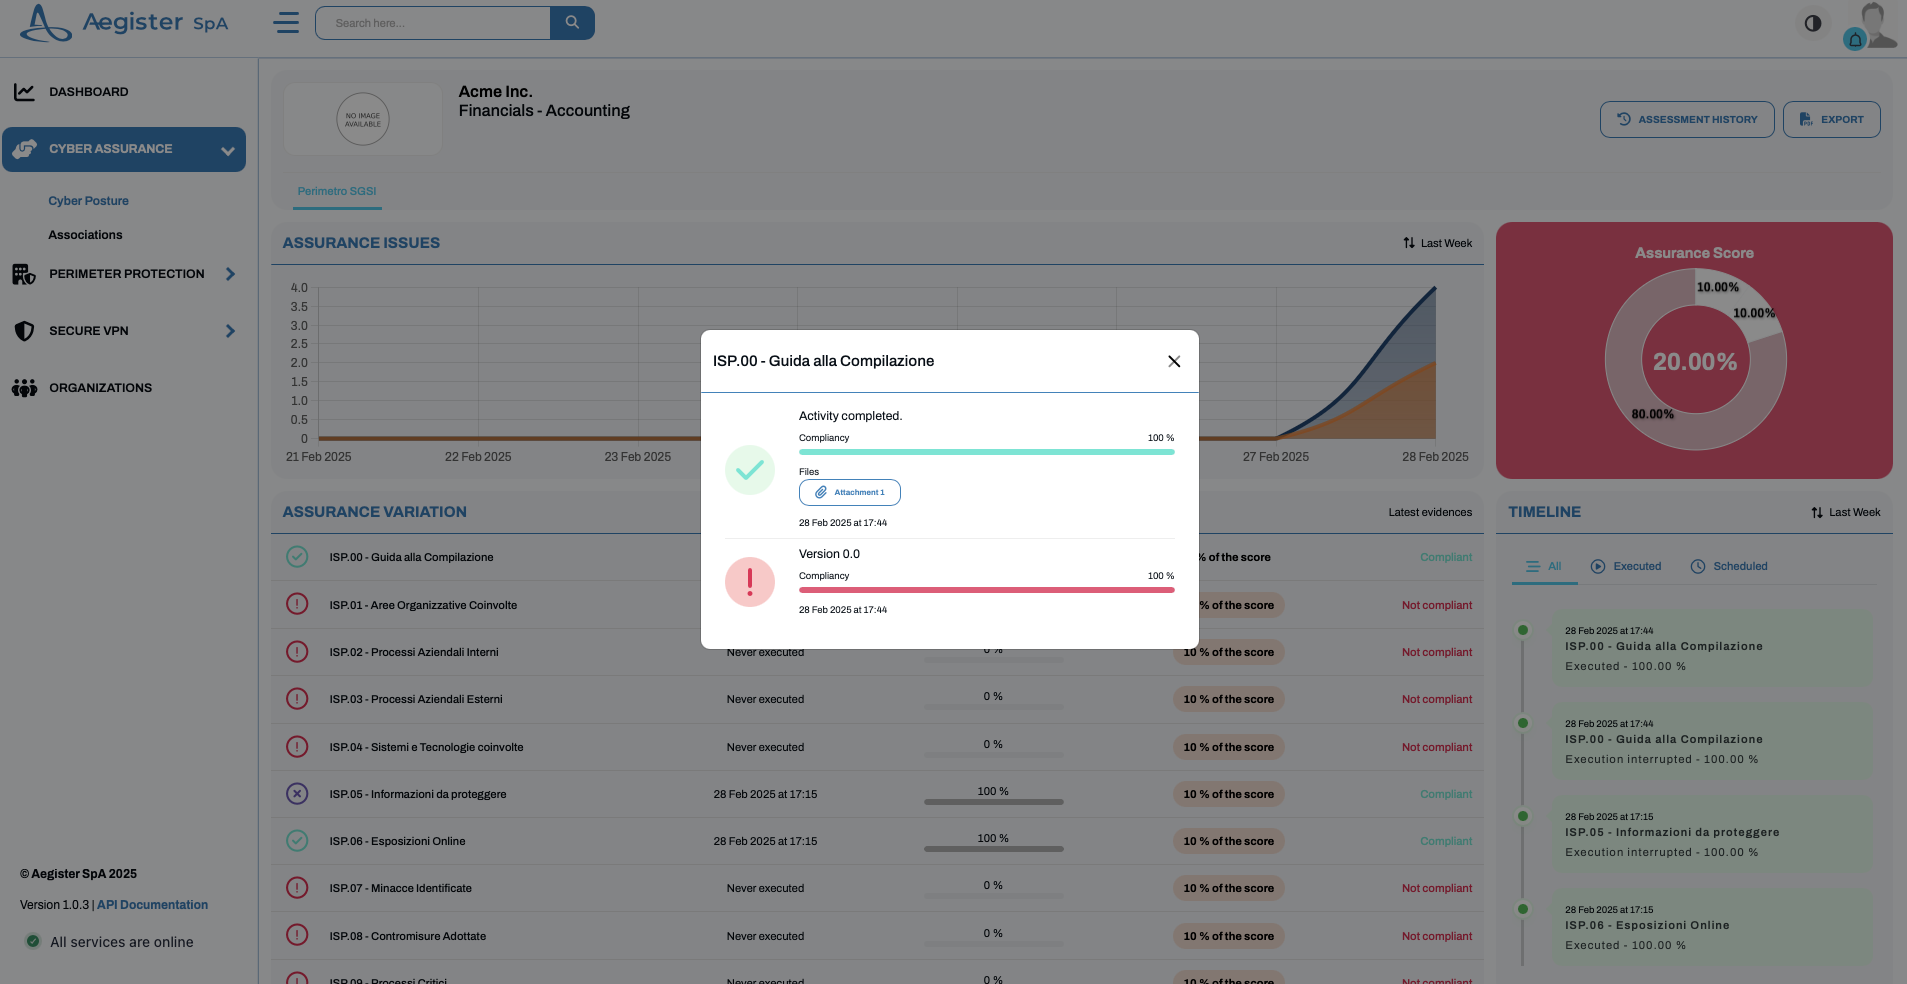 Aegister SpA
Search here...
DASHBOARD
CYBER ASSURANCE
Cyber Posture
Associations
PERIMETER PROTECTION
SECURE VPN
ORGANIZATIONS
© Aegister SpA 2025
Version 1.0.3 | API Documentation
All services are online
NO IMAGE
AVAILABLE
Acme Inc.
Financials - Accounting
ASSESSMENT HISTORY
EXPORT
Perimetro SGSI
ASSURANCE ISSUES
Last Week
4.0
3.5
3.0
2.5
2.0
1.5
1.0
0.5
0
21 Feb 2025
22 Feb 2025
23 Feb 2025
27 Feb 2025
28 Feb 2025
Assurance Score
10.00%
10.00%
20.00%
80.00%
ISP.00 - Guida alla Compilazione
Activity completed.
Compliancy 100 %
Files
Attachment 1
28 Feb 2025 at 17:44
Version 0.0
Compliancy 100 %
28 Feb 2025 at 17:44
ASSURANCE VARIATION
Latest evidences
ISP.00 - Guida alla Compilazione % of the score Compliant
ISP.01 - Aree Organizzative Coinvolte % of the score Not compliant
ISP.02 - Processi Aziendali Interni Never executed 0 % 10 % of the score Not compliant
ISP.03 - Processi Aziendali Esterni Never executed 0 % 10 % of the score Not compliant
ISP.04 - Sistemi e Tecnologie coinvolte Never executed 0 % 10 % of the score Not compliant
ISP.05 - Informazioni da proteggere 28 Feb 2025 at 17:15 100 % 10 % of the score Compliant
ISP.06 - Esposizioni Online 28 Feb 2025 at 17:15 100 % 10 % of the score Compliant
ISP.07 - Minacce Identificate Never executed 0 % 10 % of the score Not compliant
ISP.08 - Contromisure Adottate Never executed 0 % 10 % of the score Not compliant
ISP.09 - Processi Critici Never executed 0 % 10 % of the score Not compliant
TIMELINE
Last Week
All
Executed
Scheduled
28 Feb 2025 at 17:44
ISP.00 - Guida alla Compilazione
Executed - 100.00 %
28 Feb 2025 at 17:44
ISP.00 - Guida alla Compilazione
Execution interrupted - 100.00 %
28 Feb 2025 at 17:15
ISP.05 - Informazioni da proteggere
Execution interrupted - 100.00 %
28 Feb 2025 at 17:15
ISP.06 - Esposizioni Online
Executed - 100.00 %